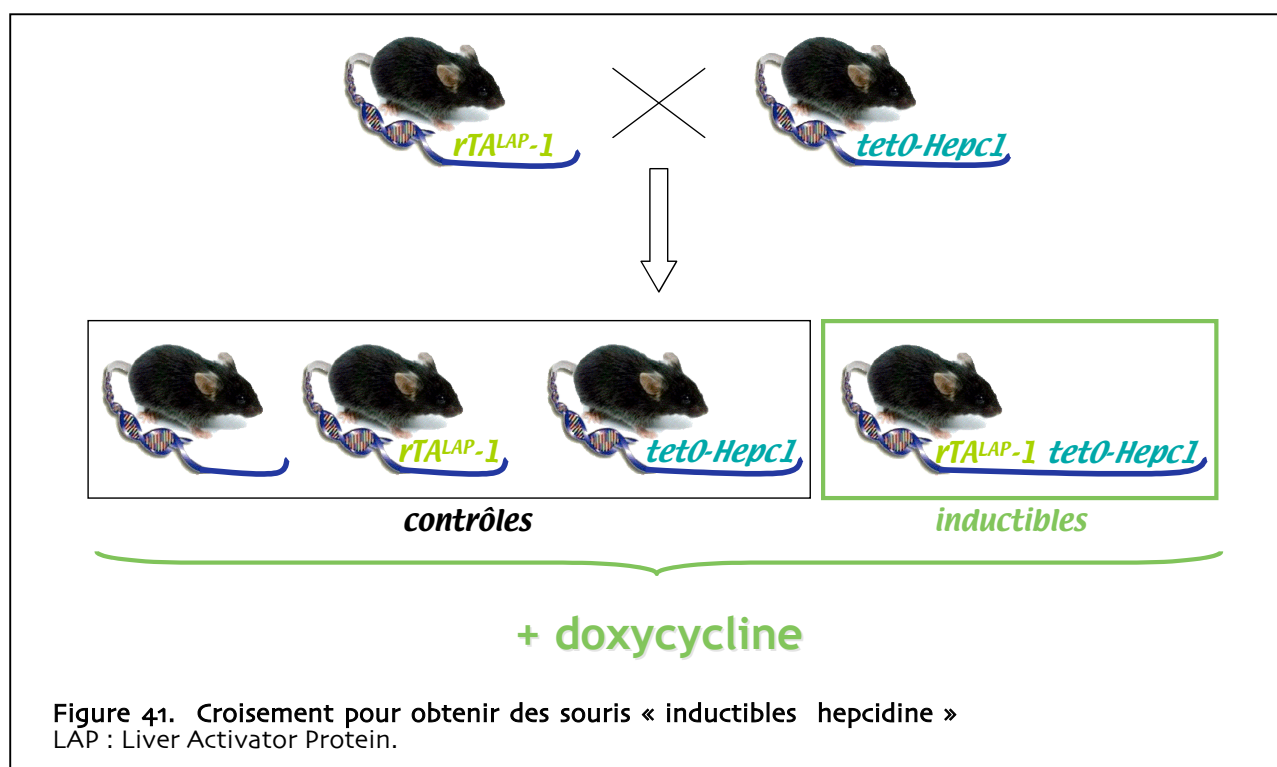 rTALAP-1 tetO-Hepc1
rTALAP-1 tetO-Hepc1 rTALAP-1 tetO-Hepc1
contrôles inductibles
+ doxycycline
Figure 41. Croisement pour obtenir des souris « inductibles hepcidine »
LAP : Liver Activator Protein.